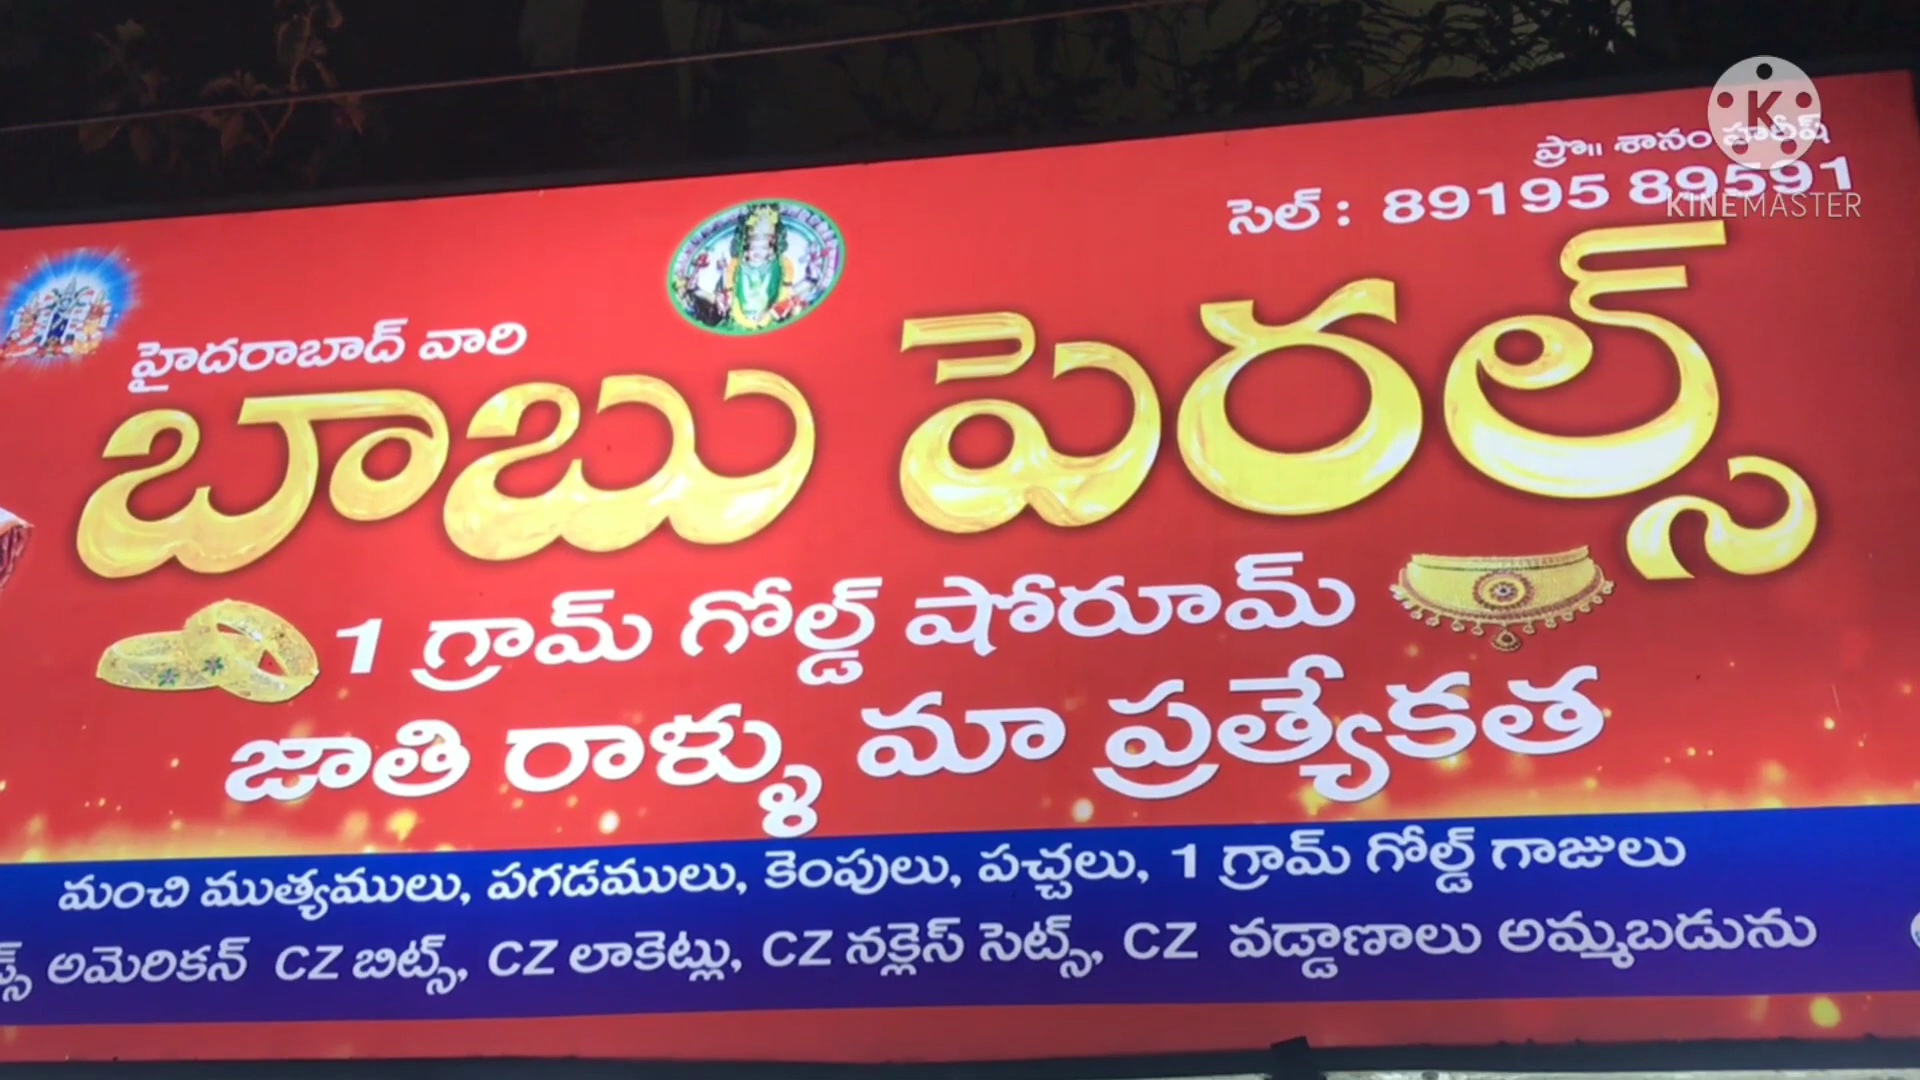 ప్రొ॥ శానం హరీష్
సెల్ : 89195 89591
KINEMASTER
హైదరాబాద్ వారి
బాబు పెరల్స్
1 గ్రామ్ గోల్డ్ షోరూమ్
జాతి రాళ్ళు మా ప్రత్యేకత
మంచి ముత్యములు, పగడములు, కెంపులు, పచ్చలు, 1 గ్రామ్ గోల్డ్ గాజులు
అమెరికన్ CZ బిట్స్, CZ లాకెట్లు, CZ నక్లెస్ సెట్స్, CZ వడ్డాణాలు అమ్మబడును